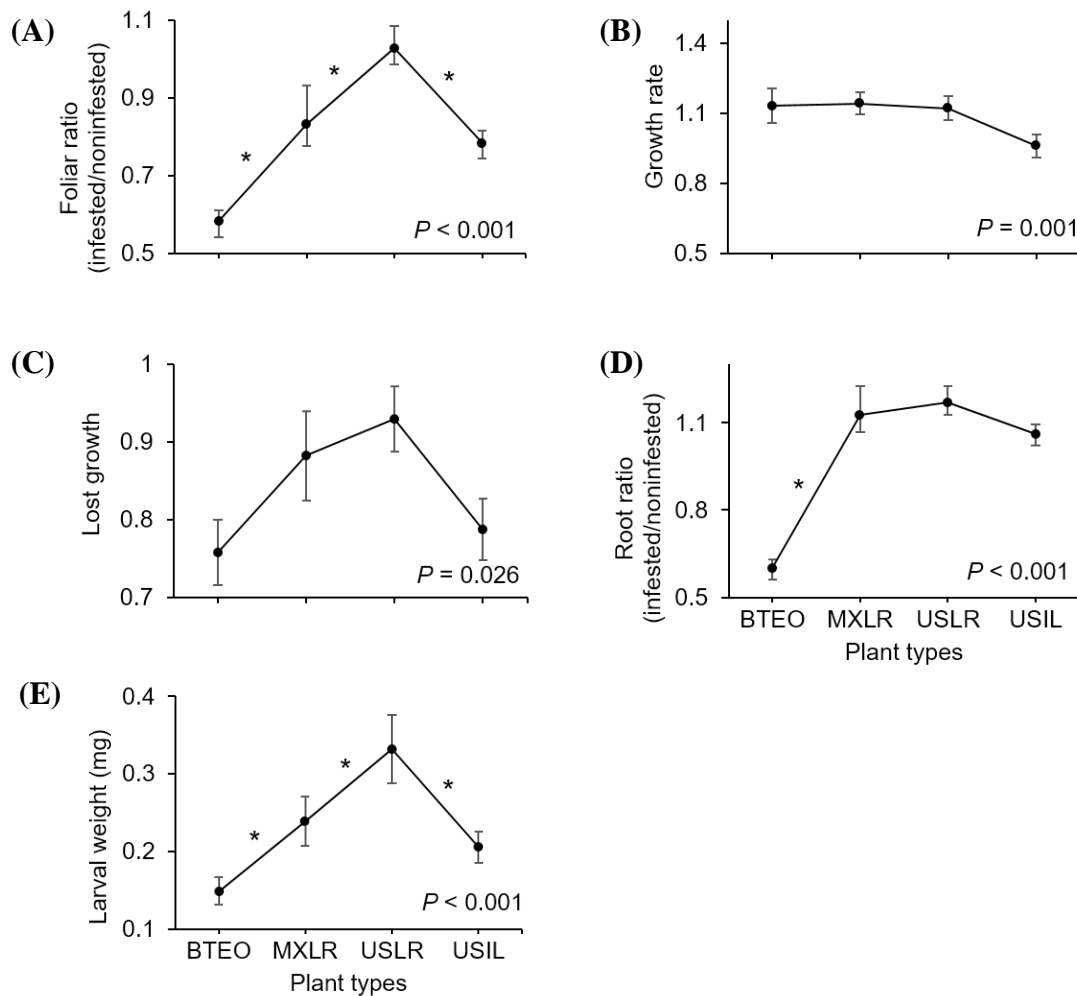 (A)
Foliar ratio
(infested/noninfested)
1.1
0.9
0.7
0.5
*
*
*
P < 0.001
(B)
Growth rate
1.4
1.1
0.8
0.5
P = 0.001
(C)
Lost growth
1
0.9
0.8
0.7
P = 0.026
(D)
Root ratio
(infested/noninfested)
1.1
0.8
0.5
*
P < 0.001
BTEO MXLR USLR USIL
Plant types
(E)
Larval weight (mg)
0.4
0.3
0.2
0.1
*
*
*
P < 0.001
BTEO MXLR USLR USIL
Plant types